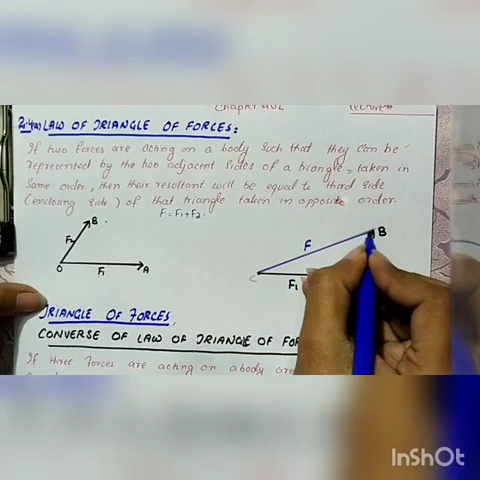 Chapter No2 Lecture#
2.4(a) LAW OF TRIANGLE OF FORCES:
If two forces are acting on a body such that they can be
represented by the two adjacent sides of a triangle, taken in
same order, then their resultant will be equal to third side
(enclosing side) of that triangle taken in opposite order.
F = F1 + F2.
B
F2
O F1 A
B
F
F1
TRIANGLE OF FORCES,
CONVERSE OF LAW OF TRIANGLE OF FOR
If three forces are acting on a body
InShOt